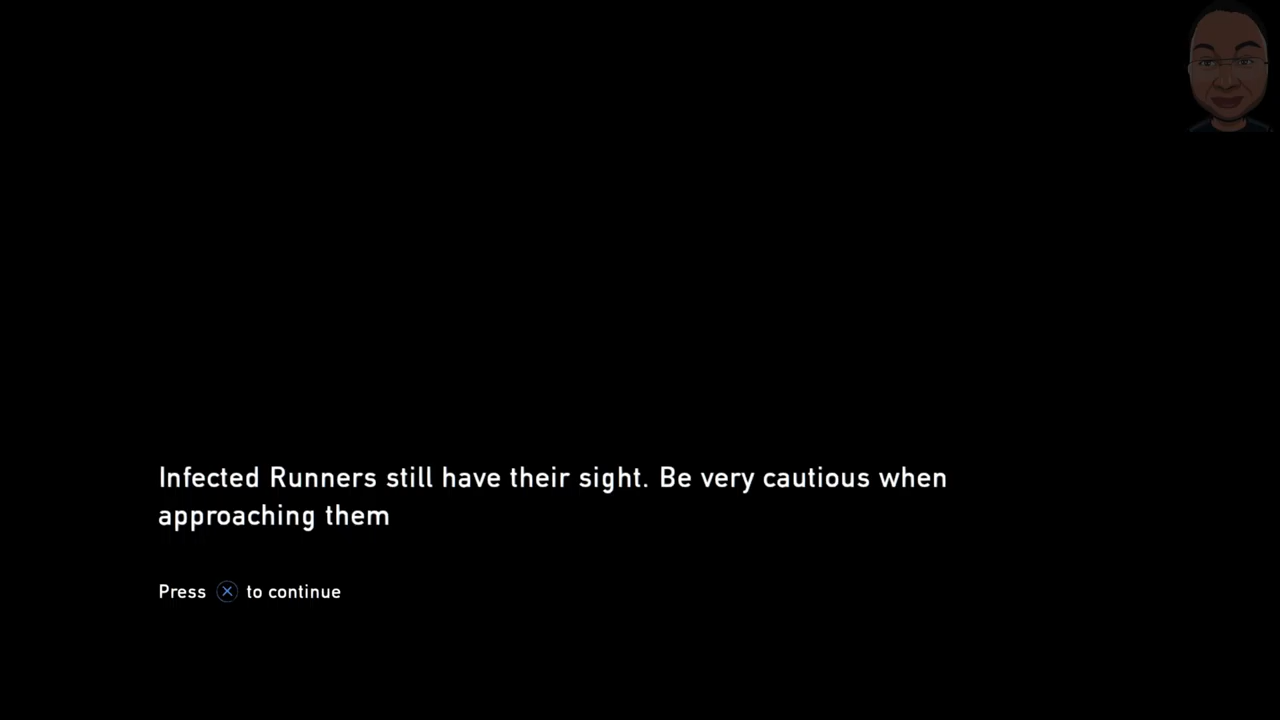 Infected Runners still have their sight. Be very cautious when
approaching them
Press ⓧ to continue